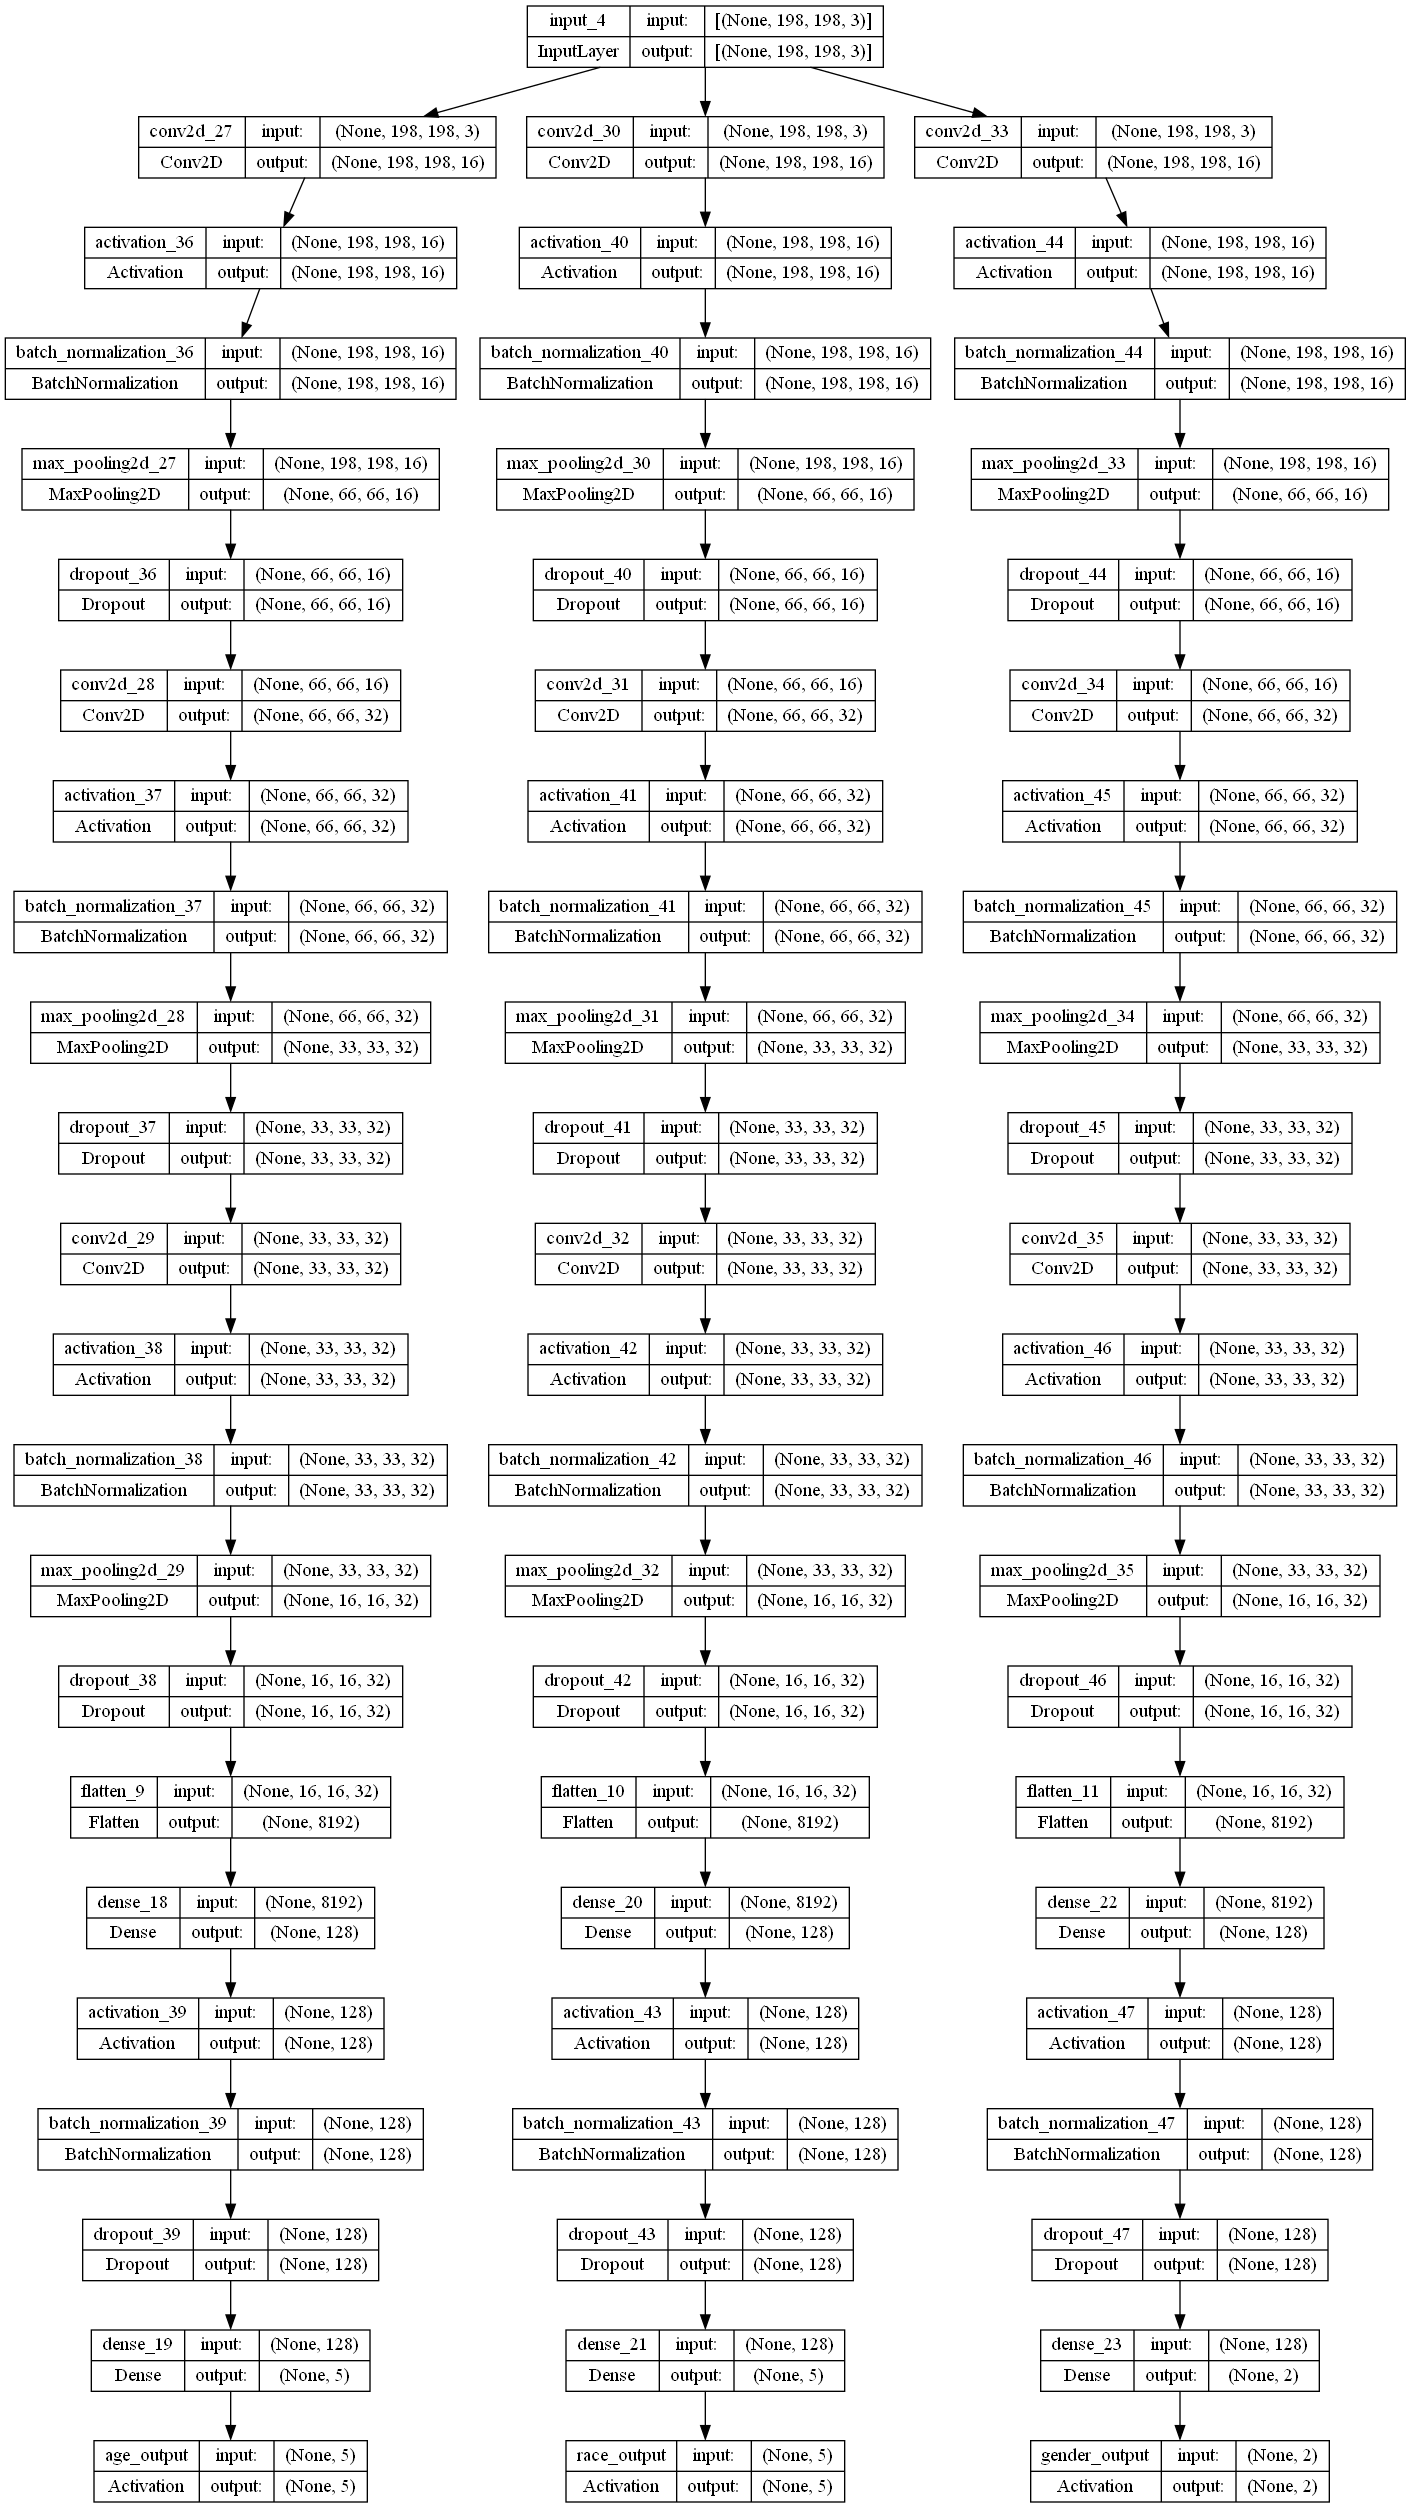 input_4 input: [(None, 198, 198, 3)]
InputLayer output: [(None, 198, 198, 3)]
conv2d_27 input: (None, 198, 198, 3)
Conv2D output: (None, 198, 198, 16)
conv2d_30 input: (None, 198, 198, 3)
Conv2D output: (None, 198, 198, 16)
conv2d_33 input: (None, 198, 198, 3)
Conv2D output: (None, 198, 198, 16)
activation_36 input: (None, 198, 198, 16)
Activation output: (None, 198, 198, 16)
activation_40 input: (None, 198, 198, 16)
Activation output: (None, 198, 198, 16)
activation_44 input: (None, 198, 198, 16)
Activation output: (None, 198, 198, 16)
batch_normalization_36 input: (None, 198, 198, 16)
BatchNormalization output: (None, 198, 198, 16)
batch_normalization_40 input: (None, 198, 198, 16)
BatchNormalization output: (None, 198, 198, 16)
batch_normalization_44 input: (None, 198, 198, 16)
BatchNormalization output: (None, 198, 198, 16)
max_pooling2d_27 input: (None, 198, 198, 16)
MaxPooling2D output: (None, 66, 66, 16)
max_pooling2d_30 input: (None, 198, 198, 16)
MaxPooling2D output: (None, 66, 66, 16)
max_pooling2d_33 input: (None, 198, 198, 16)
MaxPooling2D output: (None, 66, 66, 16)
dropout_36 input: (None, 66, 66, 16)
Dropout output: (None, 66, 66, 16)
dropout_40 input: (None, 66, 66, 16)
Dropout output: (None, 66, 66, 16)
dropout_44 input: (None, 66, 66, 16)
Dropout output: (None, 66, 66, 16)
conv2d_28 input: (None, 66, 66, 16)
Conv2D output: (None, 66, 66, 32)
conv2d_31 input: (None, 66, 66, 16)
Conv2D output: (None, 66, 66, 32)
conv2d_34 input: (None, 66, 66, 16)
Conv2D output: (None, 66, 66, 32)
activation_37 input: (None, 66, 66, 32)
Activation output: (None, 66, 66, 32)
activation_41 input: (None, 66, 66, 32)
Activation output: (None, 66, 66, 32)
activation_45 input: (None, 66, 66, 32)
Activation output: (None, 66, 66, 32)
batch_normalization_37 input: (None, 66, 66, 32)
BatchNormalization output: (None, 66, 66, 32)
batch_normalization_41 input: (None, 66, 66, 32)
BatchNormalization output: (None, 66, 66, 32)
batch_normalization_45 input: (None, 66, 66, 32)
BatchNormalization output: (None, 66, 66, 32)
max_pooling2d_28 input: (None, 66, 66, 32)
MaxPooling2D output: (None, 33, 33, 32)
max_pooling2d_31 input: (None, 66, 66, 32)
MaxPooling2D output: (None, 33, 33, 32)
max_pooling2d_34 input: (None, 66, 66, 32)
MaxPooling2D output: (None, 33, 33, 32)
dropout_37 input: (None, 33, 33, 32)
Dropout output: (None, 33, 33, 32)
dropout_41 input: (None, 33, 33, 32)
Dropout output: (None, 33, 33, 32)
dropout_45 input: (None, 33, 33, 32)
Dropout output: (None, 33, 33, 32)
conv2d_29 input: (None, 33, 33, 32)
Conv2D output: (None, 33, 33, 32)
conv2d_32 input: (None, 33, 33, 32)
Conv2D output: (None, 33, 33, 32)
conv2d_35 input: (None, 33, 33, 32)
Conv2D output: (None, 33, 33, 32)
activation_38 input: (None, 33, 33, 32)
Activation output: (None, 33, 33, 32)
activation_42 input: (None, 33, 33, 32)
Activation output: (None, 33, 33, 32)
activation_46 input: (None, 33, 33, 32)
Activation output: (None, 33, 33, 32)
batch_normalization_38 input: (None, 33, 33, 32)
BatchNormalization output: (None, 33, 33, 32)
batch_normalization_42 input: (None, 33, 33, 32)
BatchNormalization output: (None, 33, 33, 32)
batch_normalization_46 input: (None, 33, 33, 32)
BatchNormalization output: (None, 33, 33, 32)
max_pooling2d_29 input: (None, 33, 33, 32)
MaxPooling2D output: (None, 16, 16, 32)
max_pooling2d_32 input: (None, 33, 33, 32)
MaxPooling2D output: (None, 16, 16, 32)
max_pooling2d_35 input: (None, 33, 33, 32)
MaxPooling2D output: (None, 16, 16, 32)
dropout_38 input: (None, 16, 16, 32)
Dropout output: (None, 16, 16, 32)
dropout_42 input: (None, 16, 16, 32)
Dropout output: (None, 16, 16, 32)
dropout_46 input: (None, 16, 16, 32)
Dropout output: (None, 16, 16, 32)
flatten_9 input: (None, 16, 16, 32)
Flatten output: (None, 8192)
flatten_10 input: (None, 16, 16, 32)
Flatten output: (None, 8192)
flatten_11 input: (None, 16, 16, 32)
Flatten output: (None, 8192)
dense_18 input: (None, 8192)
Dense output: (None, 128)
dense_20 input: (None, 8192)
Dense output: (None, 128)
dense_22 input: (None, 8192)
Dense output: (None, 128)
activation_39 input: (None, 128)
Activation output: (None, 128)
activation_43 input: (None, 128)
Activation output: (None, 128)
activation_47 input: (None, 128)
Activation output: (None, 128)
batch_normalization_39 input: (None, 128)
BatchNormalization output: (None, 128)
batch_normalization_43 input: (None, 128)
BatchNormalization output: (None, 128)
batch_normalization_47 input: (None, 128)
BatchNormalization output: (None, 128)
dropout_39 input: (None, 128)
Dropout output: (None, 128)
dropout_43 input: (None, 128)
Dropout output: (None, 128)
dropout_47 input: (None, 128)
Dropout output: (None, 128)
dense_19 input: (None, 128)
Dense output: (None, 5)
dense_21 input: (None, 128)
Dense output: (None, 5)
dense_23 input: (None, 128)
Dense output: (None, 2)
age_output input: (None, 5)
Activation output: (None, 5)
race_output input: (None, 5)
Activation output: (None, 5)
gender_output input: (None, 2)
Activation output: (None, 2)